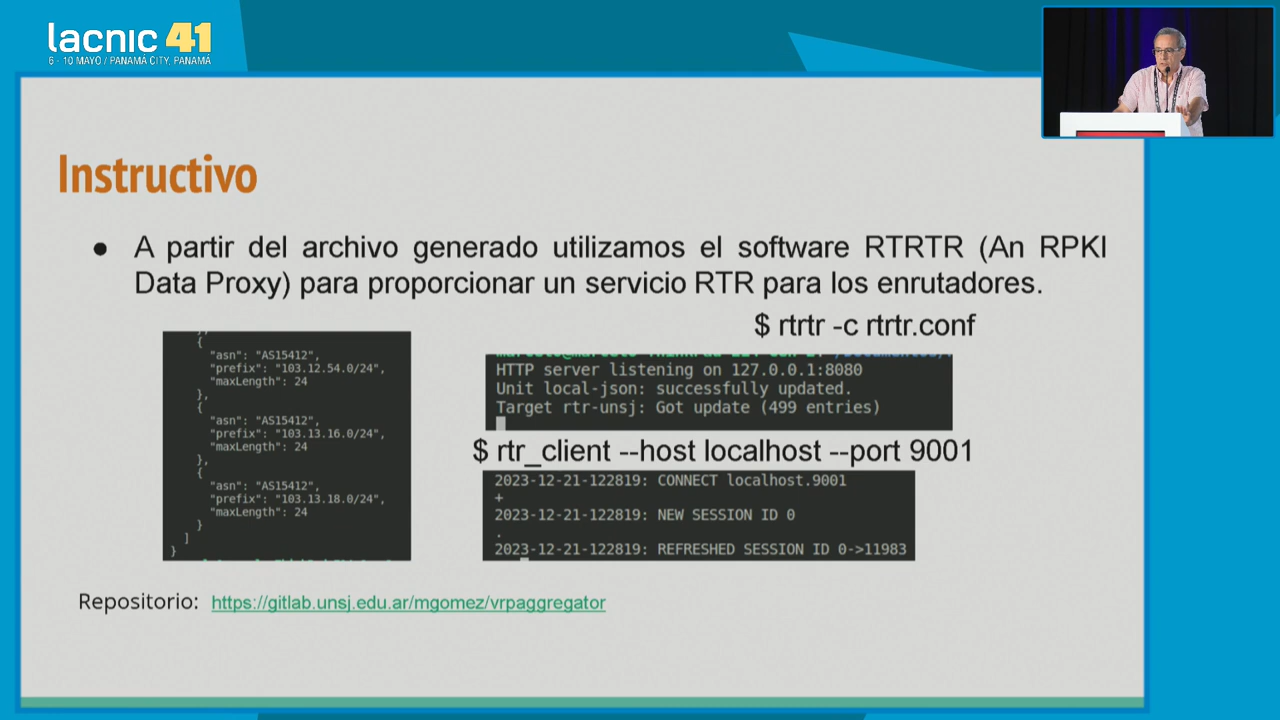 lacnic 41
6 - 10 MAYO / PANAMÁ CITY, PANAMÁ
Instructivo
● A partir del archivo generado utilizamos el software RTRTR (An RPKI
Data Proxy) para proporcionar un servicio RTR para los enrutadores.
$ rtrtr -c rtrtr.conf
},
{
"asn": "AS15412",
"prefix": "103.12.54.0/24",
"maxLength": 24
},
{
"asn": "AS15412",
"prefix": "103.13.16.0/24",
"maxLength": 24
},
{
"asn": "AS15412",
"prefix": "103.13.18.0/24",
"maxLength": 24
}
]
}
HTTP server listening on 127.0.0.1:8080
Unit local-json: successfully updated.
Target rtr-unsj: Got update (499 entries)
$ rtr_client --host localhost --port 9001
2023-12-21-122819: CONNECT localhost.9001
+
2023-12-21-122819: NEW SESSION ID 0
.
2023-12-21-122819: REFRESHED SESSION ID 0->11983
Repositorio: https://gitlab.unsj.edu.ar/mgomez/vrpaggregator